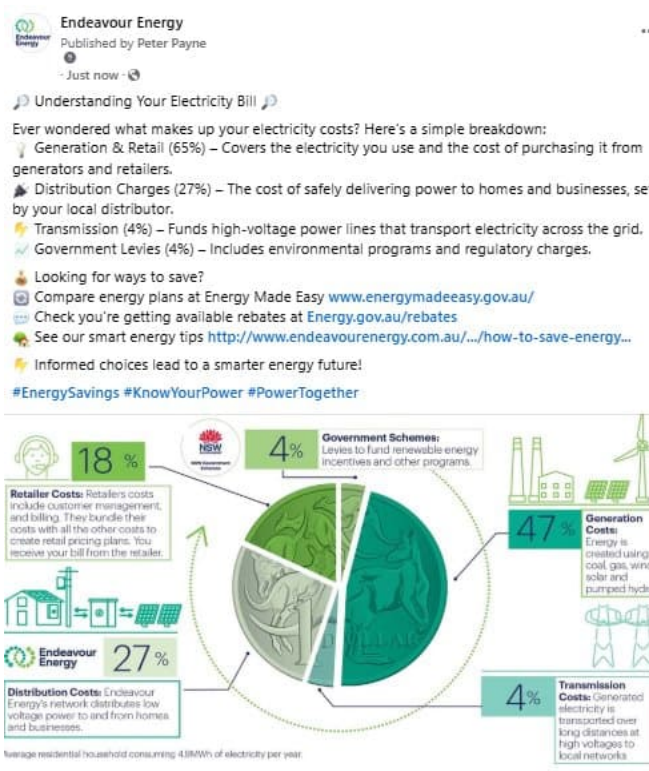 Endeavour Energy
Published by Peter Payne
Just now ·
Endeavour
Energy
🔎 Understanding Your Electricity Bill 🔎
Ever wondered what makes up your electricity costs? Here's a simple breakdown:
💡 Generation & Retail (65%) – Covers the electricity you use and the cost of purchasing it from
generators and retailers.
🔌 Distribution Charges (27%) – The cost of safely delivering power to homes and businesses, se
by your local distributor.
⚡ Transmission (4%) – Funds high-voltage power lines that transport electricity across the grid.
Government Levies (4%) – Includes environmental programs and regulatory charges.
💰 Looking for ways to save?
Compare energy plans at Energy Made Easy www.energymadeeasy.gov.au/
💬 Check you're getting available rebates at Energy.gov.au/rebates
🏡 See our smart energy tips http://www.endeavourenergy.com.au/.../how-to-save-energy...
⚡ Informed choices lead to a smarter energy future!
#EnergySavings #KnowYourPower #PowerTogether
18 %
Retailer Costs: Retailers costs
include customer management,
and billing. They bundle their
costs with all the other costs to
create retail pricing plans. You
receive your bill from the retailer.
NSW
4%
Government Schemes:
Levies to fund renewable energy
incentives and other programs.
47 %
Generation
Costs:
Energy is
created using
coal, gas, wind
solar and
pumped hydr
1 DOLLAR
Endeavour
Energy
27 %
Distribution Costs: Endeavour
Energy's network distributes low
voltage power to and from homes
and businesses.
4%
Transmission
Costs: Generated
electricity is
transported over
long distances at
high voltages to
local networks
Average residential household consuming 4.9MWh of electricity per year.